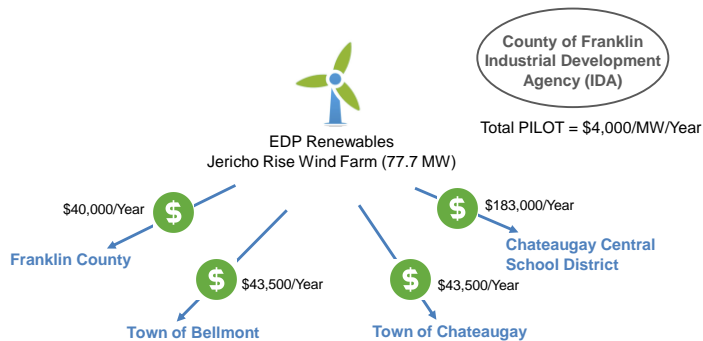 County of Franklin
Industrial Development
Agency (IDA)
Total PILOT = $4,000/MW/Year
EDP Renewables
Jericho Rise Wind Farm (77.7 MW)
$40,000/Year
$
$
$183,000/Year
Franklin County
Chateaugay Central
School District
$
$43,500/Year
$
$43,500/Year
Town of Bellmont
Town of Chateaugay